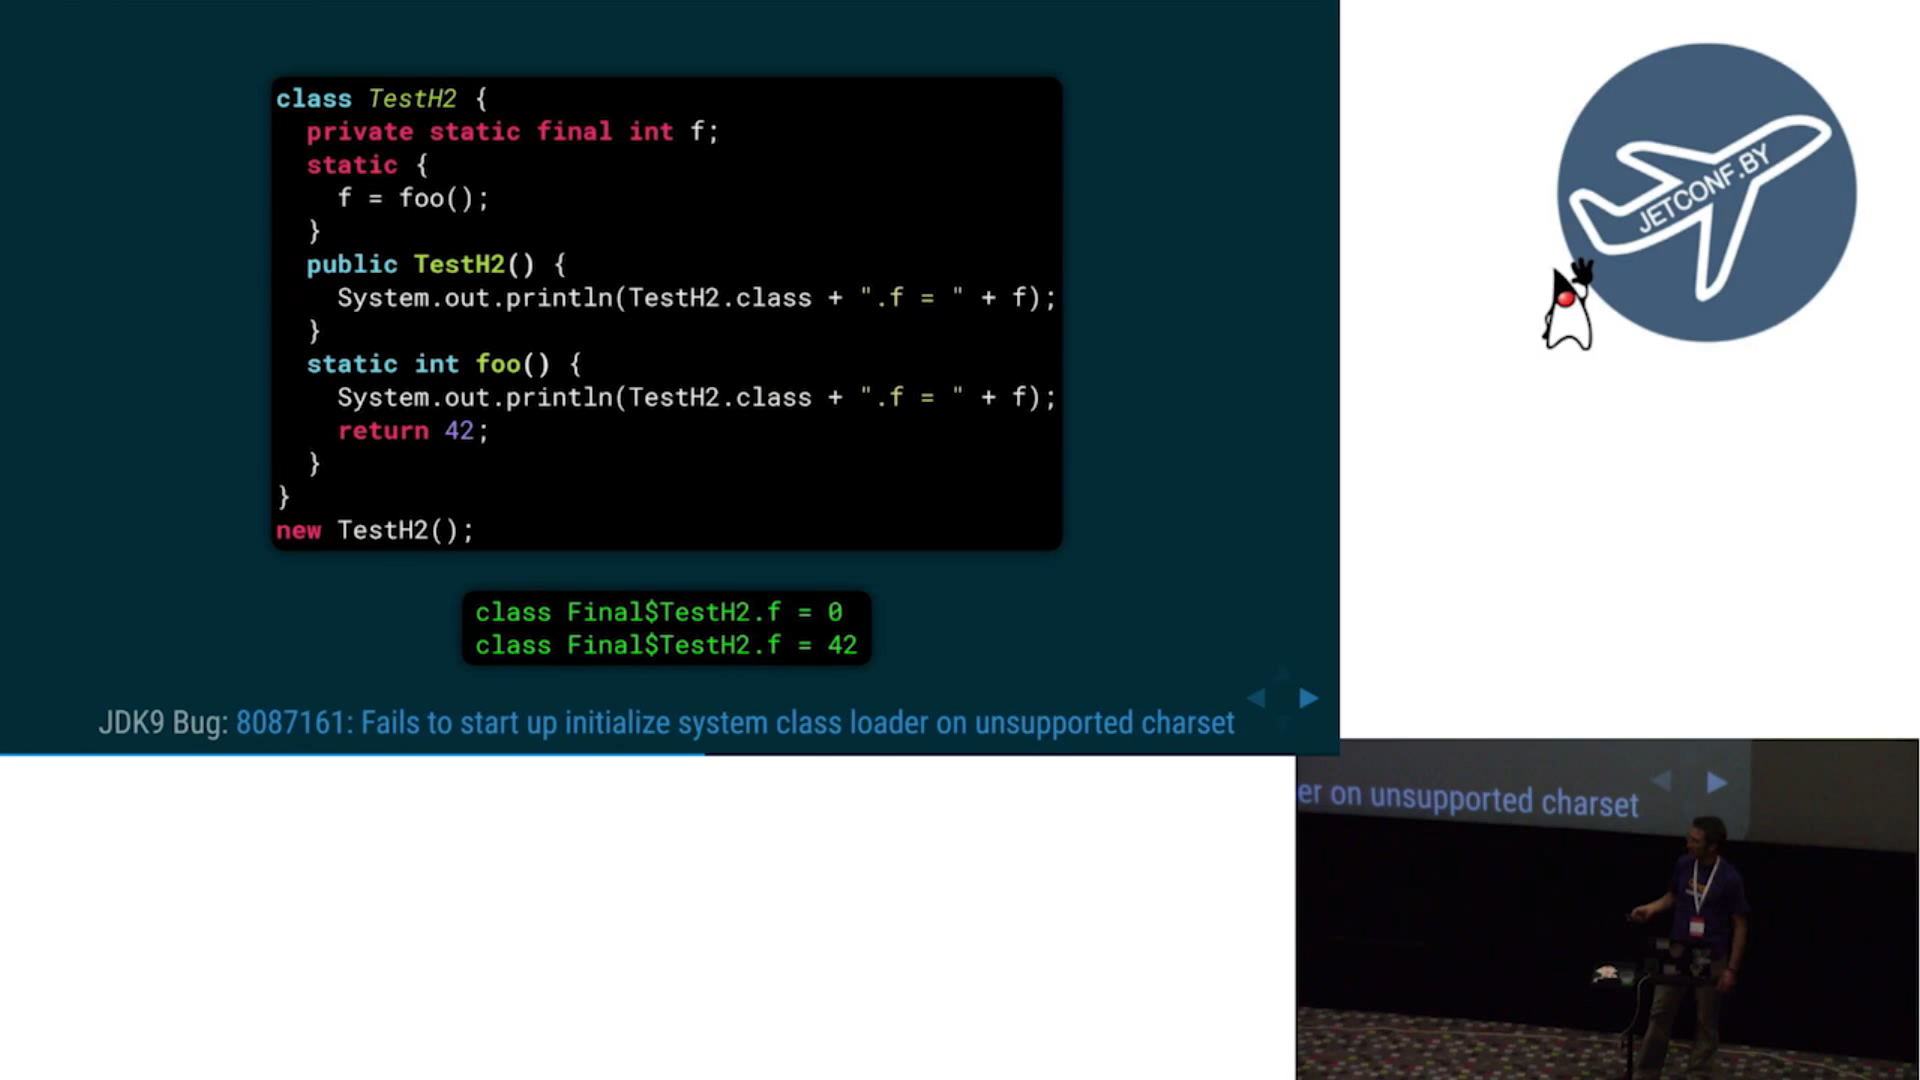 class TestH2 {
private static final int f;
static {
f = foo();
}
public TestH2() {
System.out.println(TestH2.class + ".f = " + f);
}
static int foo() {
System.out.println(TestH2.class + ".f = " + f);
return 42;
}
}
new TestH2();
class Final$TestH2.f = 0
class Final$TestH2.f = 42
JDK9 Bug: 8087161: Fails to start up initialize system class loader on unsupported charset
JETCONF.BY
er on unsupported charset